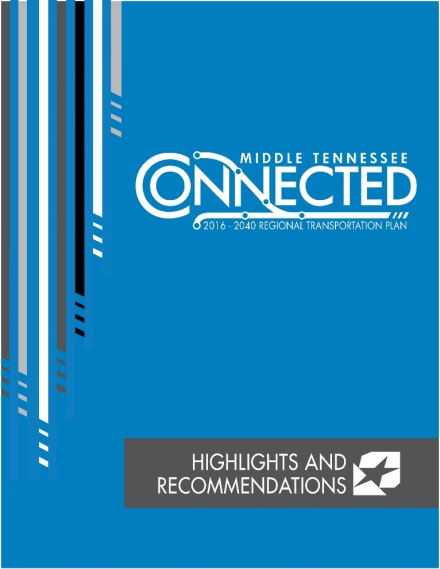 MIDDLE TENNESSEE
CONNECTED
2016 - 2040 REGIONAL TRANSPORTATION PLAN
HIGHLIGHTS AND
RECOMMENDATIONS